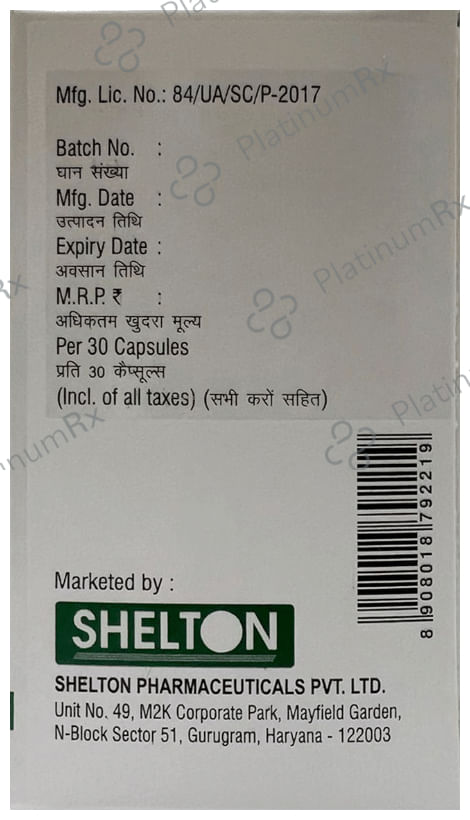 Mfg. Lic. No.: 84/UA/SC/P-2017
Batch No. :
घान संख्या
Mfg. Date :
उत्पादन तिथि
Expiry Date :
अवसान तिथि
M.R.P. ₹ :
अधिकतम खुदरा मूल्य
Per 30 Capsules
प्रति 30 कैप्सूल्स
(Incl. of all taxes) (सभी करों सहित)
8 908018 792219
Marketed by :
SHELTON
SHELTON PHARMACEUTICALS PVT. LTD.
Unit No. 49, M2K Corporate Park, Mayfield Garden,
N-Block Sector 51, Gurugram, Haryana - 122003
PlatinumRx
PlatinumRx